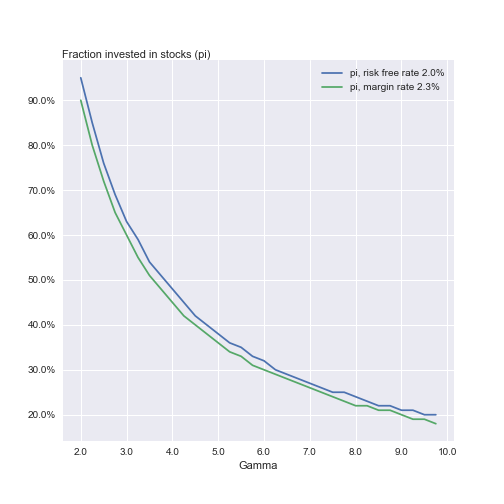 Fraction invested in stocks (pi)
pi, risk free rate 2.0%
pi, margin rate 2.3%
90.0%
80.0%
70.0%
60.0%
50.0%
40.0%
30.0%
20.0%
2.0 3.0 4.0 5.0 6.0 7.0 8.0 9.0 10.0
Gamma